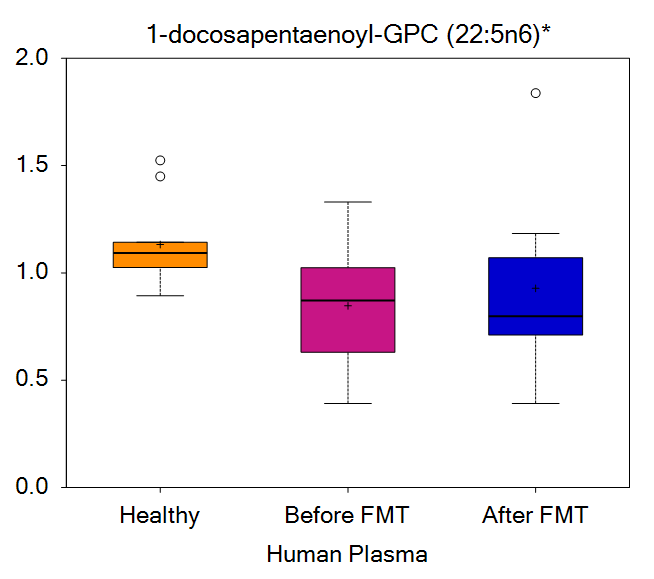 1-docosapentaenoyl-GPC (22:5n6)*
2.0
1.5
1.0
0.5
0.0
Healthy Before FMT After FMT
Human Plasma